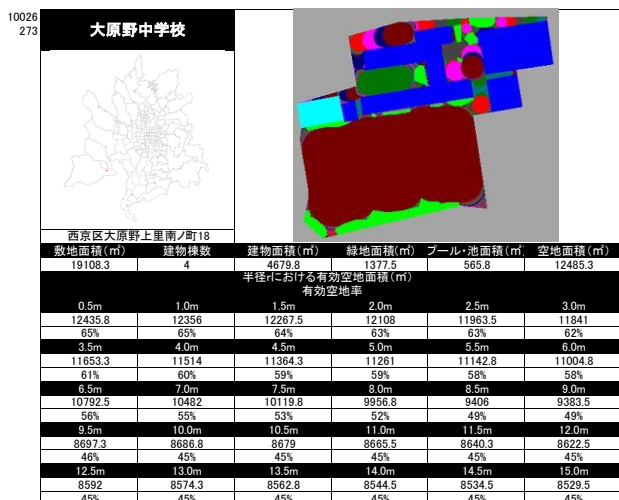 10026
273
大原野中学校
西京区大原野上里南ノ町18
敷地面積(㎡) 建物棟数 建物面積(㎡) 緑地面積(㎡) プール・池面積(㎡) 空地面積(㎡)
19108.3 4 4679.8 1377.5 565.8 12485.3
半径rにおける有効空地面積(㎡)
有効空地率
0.5m 1.0m 1.5m 2.0m 2.5m 3.0m
12435.8 12356 12267.5 12108 11963.5 11841
65% 65% 64% 63% 63% 62%
3.5m 4.0m 4.5m 5.0m 5.5m 6.0m
11653.3 11514 11364.3 11261 11142.8 11004.8
61% 60% 59% 59% 58% 58%
6.5m 7.0m 7.5m 8.0m 8.5m 9.0m
10792.5 10482 10119.8 9956.8 9406 9383.5
56% 55% 53% 52% 49% 49%
9.5m 10.0m 10.5m 11.0m 11.5m 12.0m
8697.3 8686.8 8679 8665.5 8640.3 8622.5
46% 45% 45% 45% 45% 45%
12.5m 13.0m 13.5m 14.0m 14.5m 15.0m
8592 8574.3 8562.8 8544.5 8534.5 8529.5
45% 45% 45% 45% 45% 45%